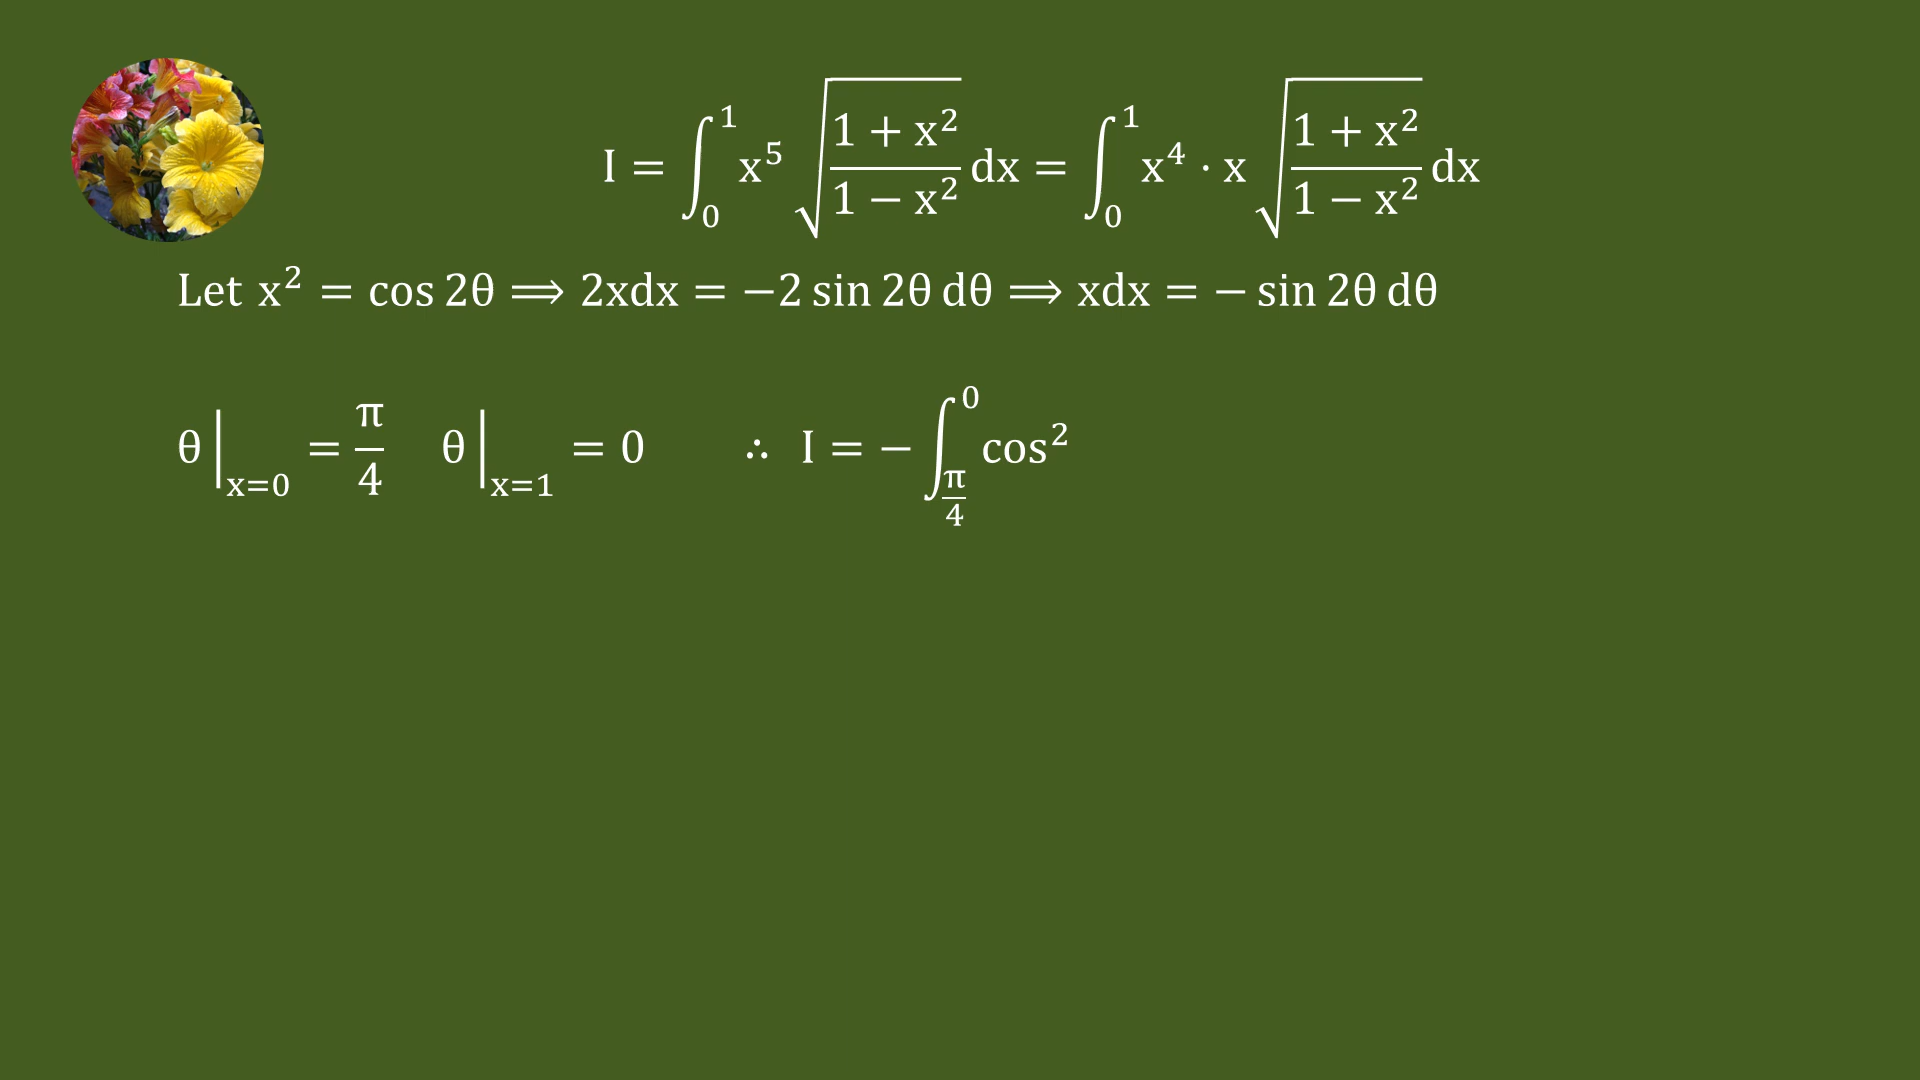 I = ∫₀¹ x⁵ √((1 + x²)/(1 − x²)) dx = ∫₀¹ x⁴ · x √((1 + x²)/(1 − x²)) dx
Let x² = cos 2θ ⟹ 2xdx = −2 sin 2θ dθ ⟹ xdx = − sin 2θ dθ
θ|ₓ₌₀ = π/4 θ|ₓ₌₁ = 0 ∴ I = − ∫_{π/4}^{0} cos²